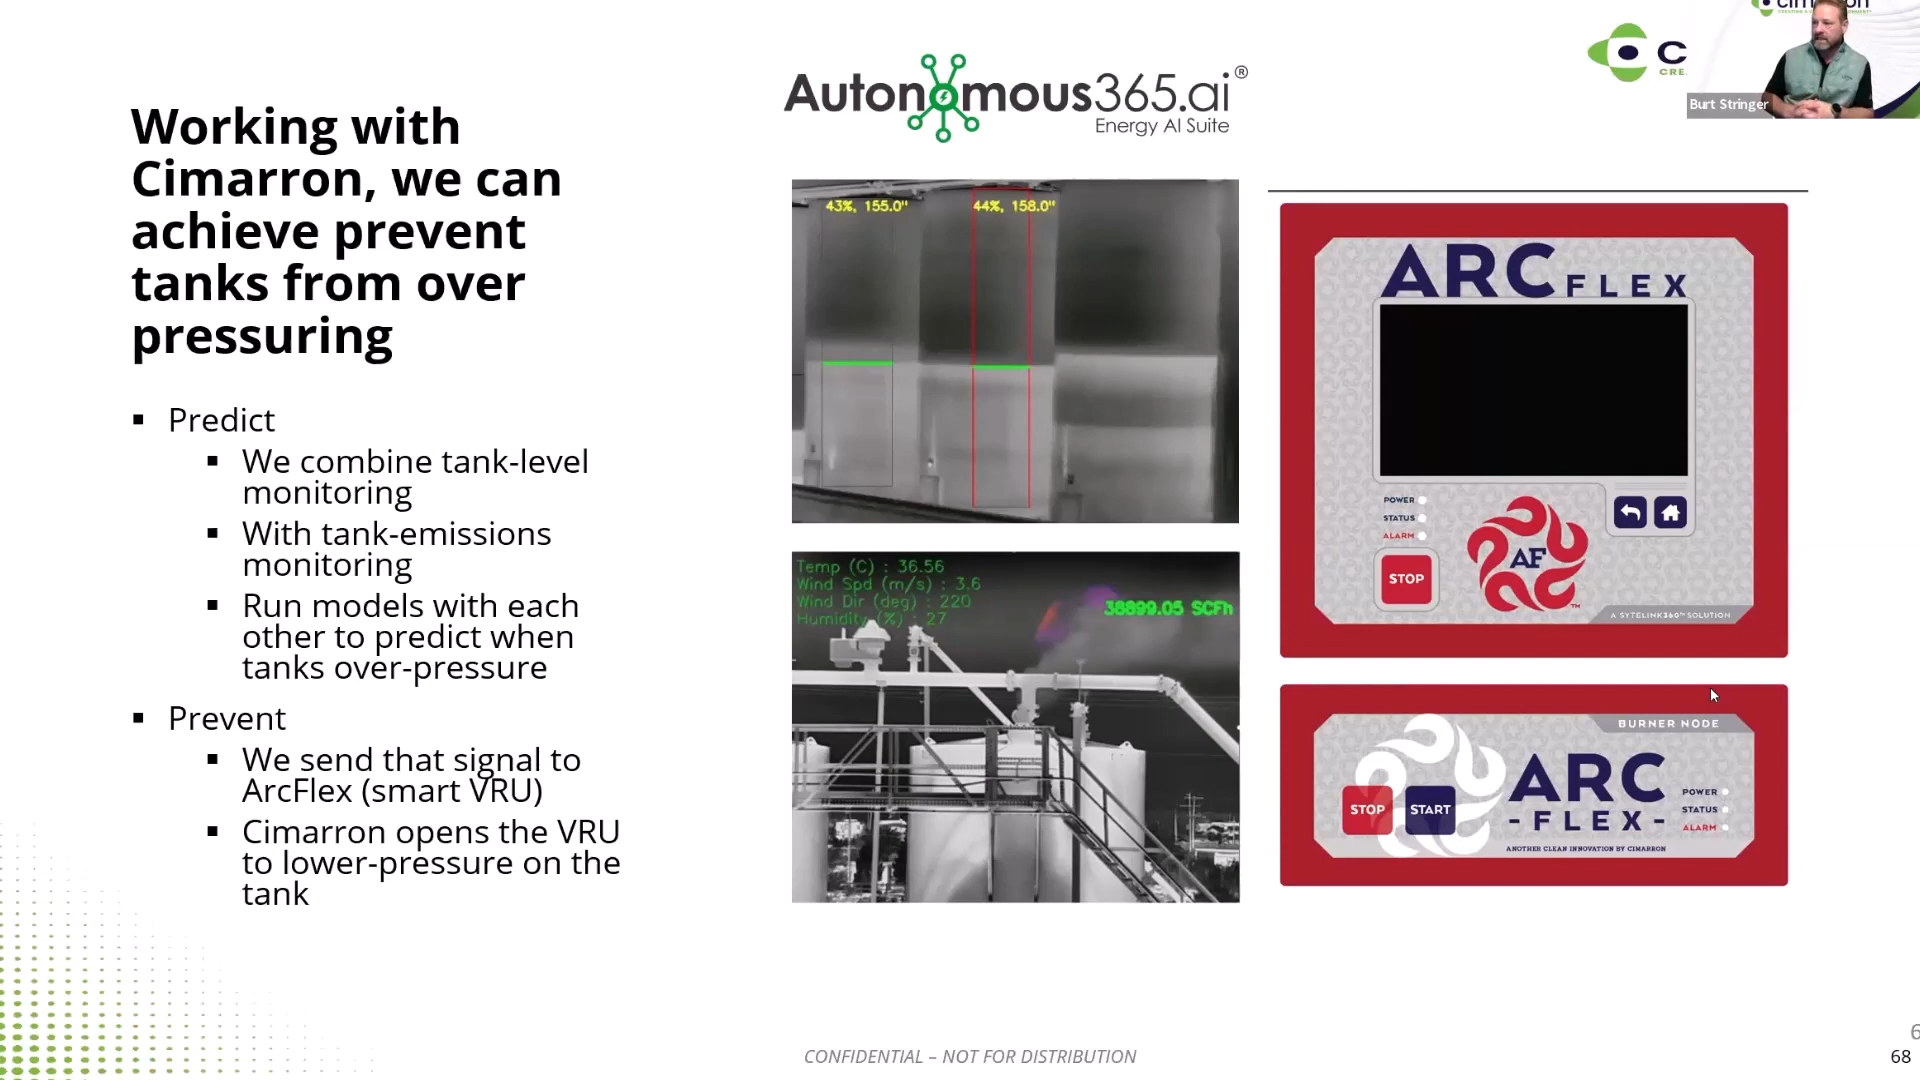 Working with
Cimarron, we can
achieve prevent
tanks from over
pressuring
▪ Predict
▪ We combine tank-level
monitoring
▪ With tank-emissions
monitoring
▪ Run models with each
other to predict when
tanks over-pressure
▪ Prevent
▪ We send that signal to
ArcFlex (smart VRU)
▪ Cimarron opens the VRU
to lower-pressure on the
tank
Autonomous365.ai®
Energy AI Suite
43%, 155.0"
44%, 158.0"
Temp (C) : 36.56
Wind Spd (m/s) : 3.6
Wind Dir (deg) : 220
Humidity (%) : 27
38899.05 SCFh
C
CRE
Burt Stringer
ARC FLEX
POWER
STATUS
ALARM
STOP
AF
TM
A SYTELINK360™ SOLUTION
BURNER NODE
STOP
START
ARC
-FLEX-
POWER
STATUS
ALARM
ANOTHER CLEAN INNOVATION BY CIMARRON
CONFIDENTIAL – NOT FOR DISTRIBUTION
6
68